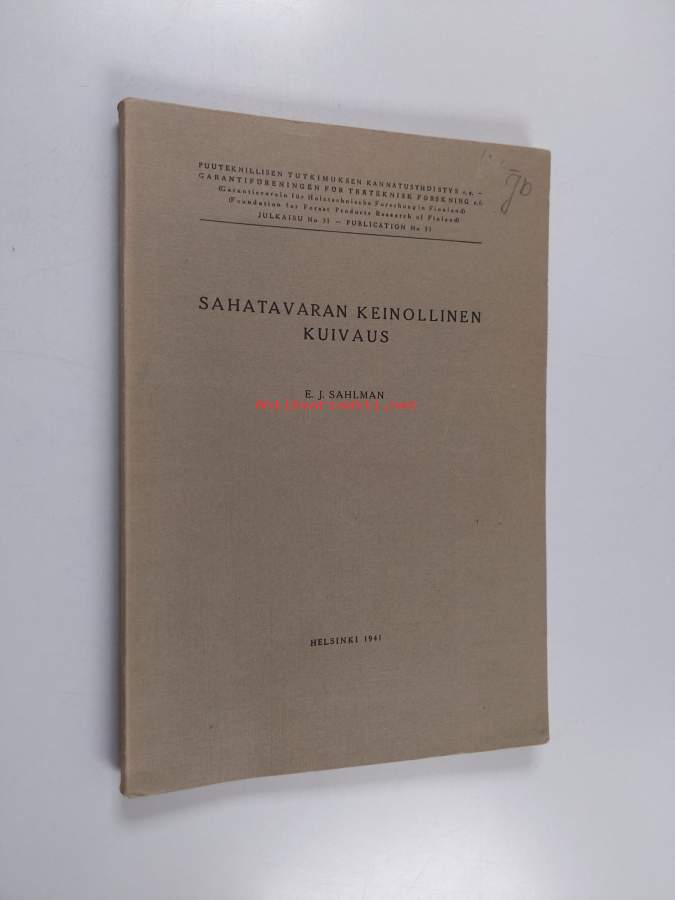 PUUTEKNILLISEN TUTKIMUKSEN KANNATUSYHDISTYS r.y. –
GARANTIFÖRENINGEN FÖR TRÄTEKNISK FORSKNING r.f.
(Garantieverein für Holztechnische Forschung in Finnland)
(Foundation for Forest Products Research of Finland)
JULKAISU No 31 — PUBLICATION No 31
SAHATAVARAN KEINOLLINEN
KUIVAUS
E. J. SAHLMAN
HELSINKI 1941